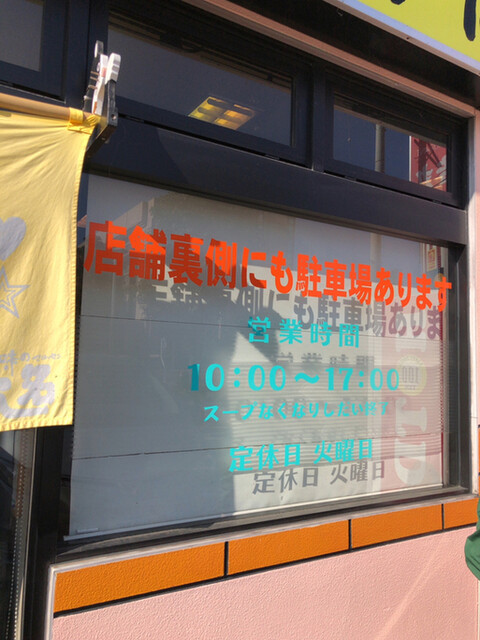 店舗裏側にも駐車場あります
営業時間
10:00～17:00
スープなくなりしだい終了
定休日 火曜日